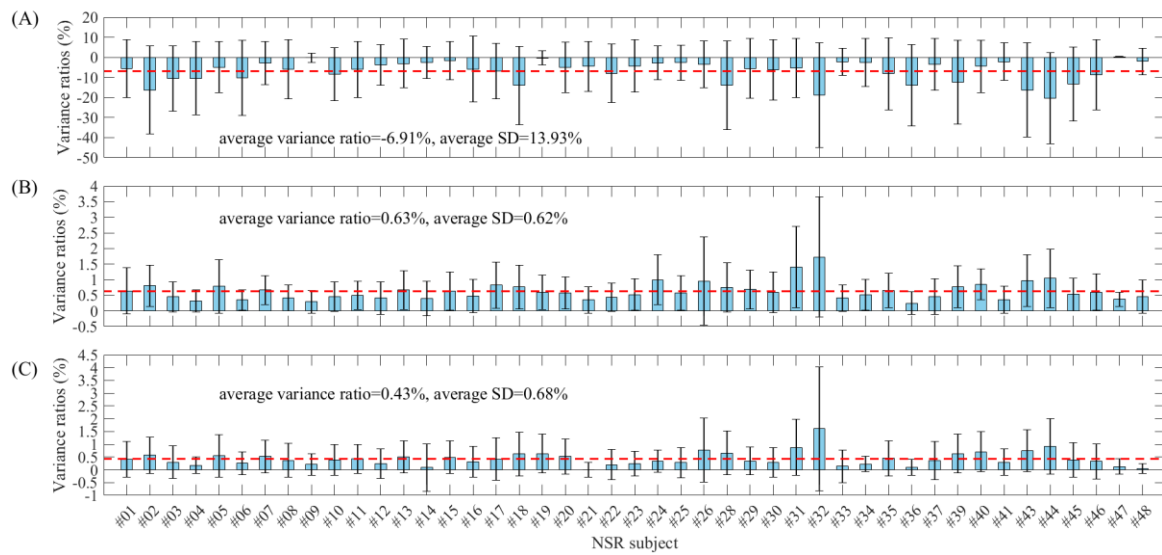 (A)
Variance ratios (%)
20
10
0
-10
-20
-30
-40
-50
average variance ratio=-6.91%, average SD=13.93%
(B)
Variance ratios (%)
4
3.5
3
2.5
2
1.5
1
0.5
0
-0.5
average variance ratio=0.63%, average SD=0.62%
(C)
Variance ratios (%)
4.5
3.5
2.5
1.5
0.5
0
-0.5
-1
average variance ratio=0.43%, average SD=0.68%
#01 #02 #03 #04 #05 #06 #07 #08 #09 #10 #11 #12 #13 #14 #15 #16 #17 #18 #19 #20 #21 #22 #23 #24 #25 #26 #28 #29 #30 #31 #32 #33 #34 #35 #36 #37 #39 #40 #41 #43 #44 #45 #46 #47 #48
NSR subject